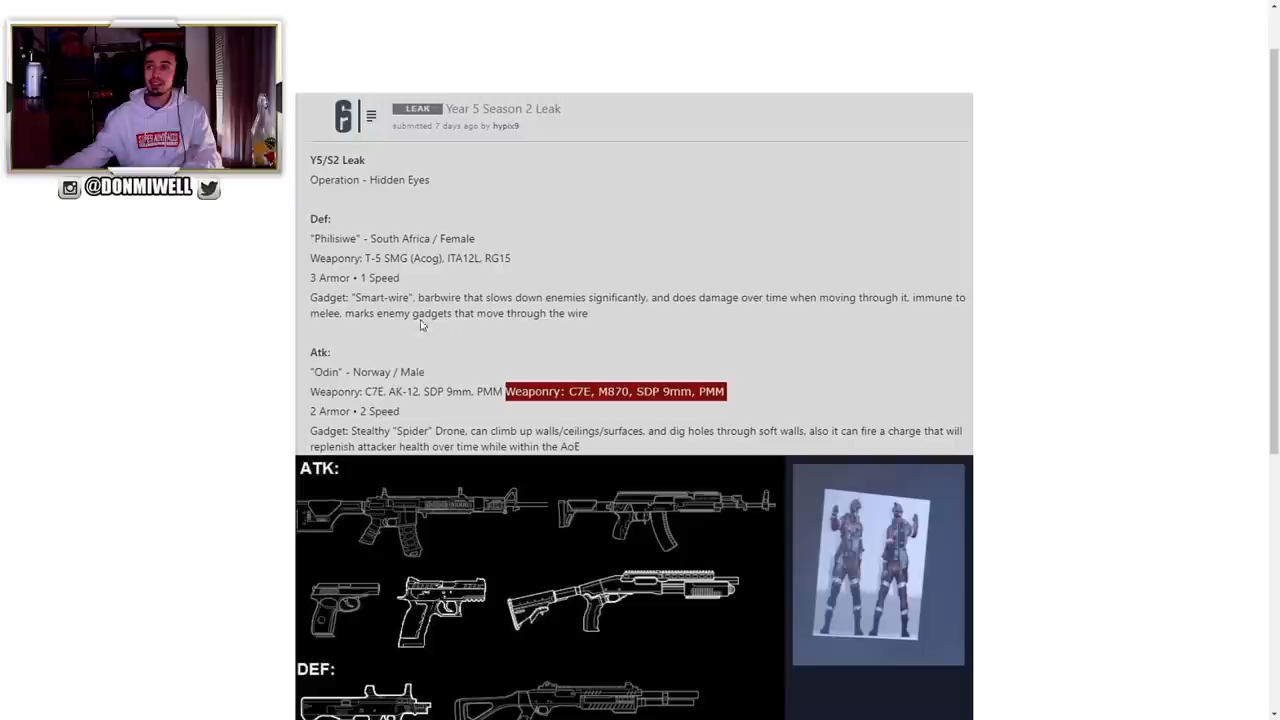 LEAK Year 5 Season 2 Leak
submitted 7 days ago by hypix9
SUPER
@DONMIWELL
Y5/S2 Leak
Operation - Hidden Eyes
Def:
"Philisiwe" - South Africa / Female
Weaponry: T-5 SMG (Acog), ITA12L, RG15
3 Armor • 1 Speed
Gadget: "Smart-wire", barbwire that slows down enemies significantly, and does damage over time when moving through it, immune to
melee, marks enemy gadgets that move through the wire
Atk:
"Odin" - Norway / Male
Weaponry: C7E, AK-12, SDP 9mm, PMM Weaponry: C7E, M870, SDP 9mm, PMM
2 Armor • 2 Speed
Gadget: Stealthy "Spider" Drone, can climb up walls/ceilings/surfaces, and dig holes through soft walls, also it can fire a charge that will
replenish attacker health over time while within the AoE
ATK:
DEF: